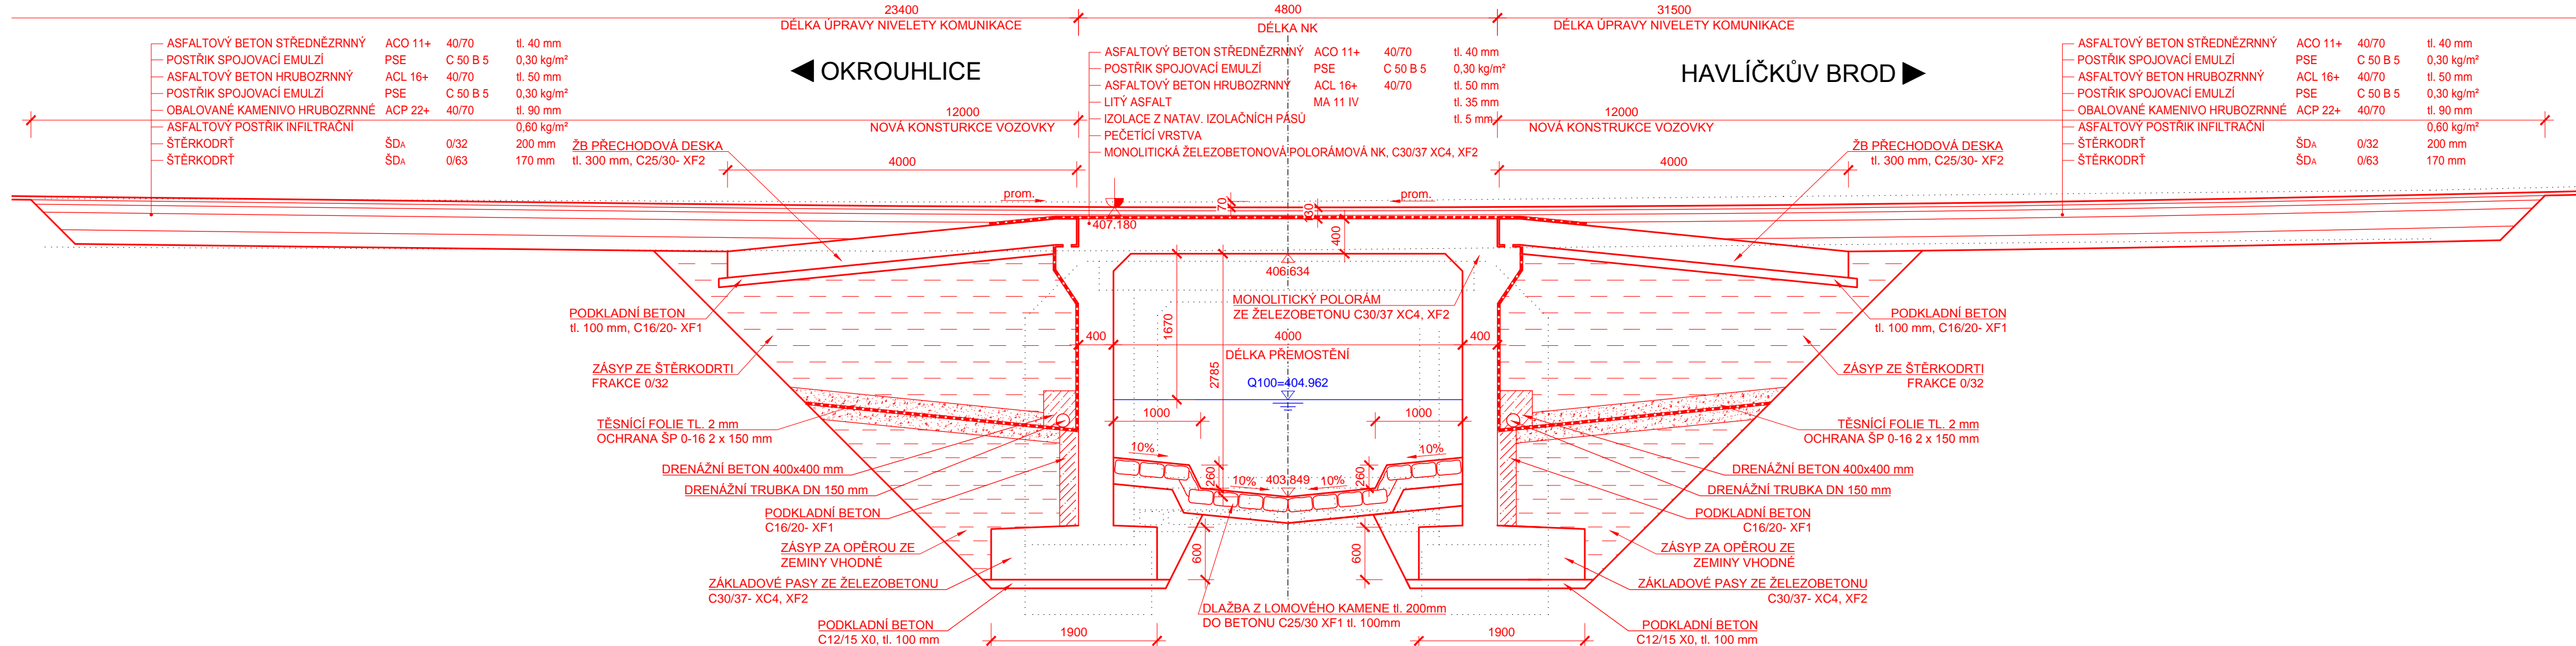 23400
DÉLKA ÚPRAVY NIVELETY KOMUNIKACE
4800
DÉLKA NK
31500
DÉLKA ÚPRAVY NIVELETY KOMUNIKACE
ASFALTOVÝ BETON STŘEDNĚZRNNÝ ACO 11+ 40/70 tl. 40 mm
POSTŘIK SPOJOVACÍ EMULZÍ PSE C 50 B 5 0,30 kg/m²
ASFALTOVÝ BETON HRUBOZRNNÝ ACL 16+ 40/70 tl. 50 mm
POSTŘIK SPOJOVACÍ EMULZÍ PSE C 50 B 5 0,30 kg/m²
OBALOVANÉ KAMENIVO HRUBOZRNNÉ ACP 22+ 40/70 tl. 90 mm
ASFALTOVÝ POSTŘIK INFILTRAČNÍ 0,60 kg/m²
ŠTĚRKODRŤ ŠDA 0/32 200 mm
ŠTĚRKODRŤ ŠDA 0/63 170 mm
OKROUHLICE
ASFALTOVÝ BETON STŘEDNĚZRNNÝ ACO 11+ 40/70 tl. 40 mm
POSTŘIK SPOJOVACÍ EMULZÍ PSE C 50 B 5 0,30 kg/m²
ASFALTOVÝ BETON HRUBOZRNNÝ ACL 16+ 40/70 tl. 50 mm
LITÝ ASFALT MA 11 IV tl. 35 mm
IZOLACE Z NATAV. IZOLAČNÍCH PÁSŮ tl. 5 mm
PEČETÍCÍ VRSTVA
MONOLITICKÁ ŽELEZOBETONOVÁ POLORÁMOVÁ NK, C30/37 XC4, XF2
HAVLÍČKŮV BROD
ASFALTOVÝ BETON STŘEDNĚZRNNÝ ACO 11+ 40/70 tl. 40 mm
POSTŘIK SPOJOVACÍ EMULZÍ PSE C 50 B 5 0,30 kg/m²
ASFALTOVÝ BETON HRUBOZRNNÝ ACL 16+ 40/70 tl. 50 mm
POSTŘIK SPOJOVACÍ EMULZÍ PSE C 50 B 5 0,30 kg/m²
OBALOVANÉ KAMENIVO HRUBOZRNNÉ ACP 22+ 40/70 tl. 90 mm
ASFALTOVÝ POSTŘIK INFILTRAČNÍ 0,60 kg/m²
ŠTĚRKODRŤ ŠDA 0/32 200 mm
ŠTĚRKODRŤ ŠDA 0/63 170 mm
12000
NOVÁ KONSTURKCE VOZOVKY
12000
NOVÁ KONSTRUKCE VOZOVKY
ŽB PŘECHODOVÁ DESKA
tl. 300 mm, C25/30- XF2
4000
4000
ŽB PŘECHODOVÁ DESKA
tl. 300 mm, C25/30- XF2
prom.
70
130
prom.
407.180
400
406.634
PODKLADNÍ BETON
tl. 100 mm, C16/20- XF1
MONOLITICKÝ POLORÁM
ZE ŽELEZOBETONU C30/37 XC4, XF2
PODKLADNÍ BETON
tl. 100 mm, C16/20- XF1
400
1670
4000
400
DÉLKA PŘEMOSTĚNÍ
2785
ZÁSYP ZE ŠTĚRKODRTI
FRAKCE 0/32
Q100=404.962
ZÁSYP ZE ŠTĚRKODRTI
FRAKCE 0/32
1000
1000
TĚSNÍCÍ FOLIE TL. 2 mm
OCHRANA ŠP 0-16 2 x 150 mm
TĚSNÍCÍ FOLIE TL. 2 mm
OCHRANA ŠP 0-16 2 x 150 mm
10%
10%
DRENÁŽNÍ BETON 400x400 mm
260
10%
403.849
10%
260
DRENÁŽNÍ BETON 400x400 mm
DRENÁŽNÍ TRUBKA DN 150 mm
DRENÁŽNÍ TRUBKA DN 150 mm
PODKLADNÍ BETON
C16/20- XF1
PODKLADNÍ BETON
C16/20- XF1
ZÁSYP ZA OPĚROU ZE
ZEMINY VHODNÉ
600
600
ZÁSYP ZA OPĚROU ZE
ZEMINY VHODNÉ
ZÁKLADOVÉ PASY ZE ŽELEZOBETONU
C30/37- XC4, XF2
ZÁKLADOVÉ PASY ZE ŽELEZOBETONU
C30/37- XC4, XF2
DLAŽBA Z LOMOVÉHO KAMENE tl. 200mm
DO BETONU C25/30 XF1 tl. 100mm
PODKLADNÍ BETON
C12/15 X0, tl. 100 mm
1900
1900
PODKLADNÍ BETON
C12/15 X0, tl. 100 mm